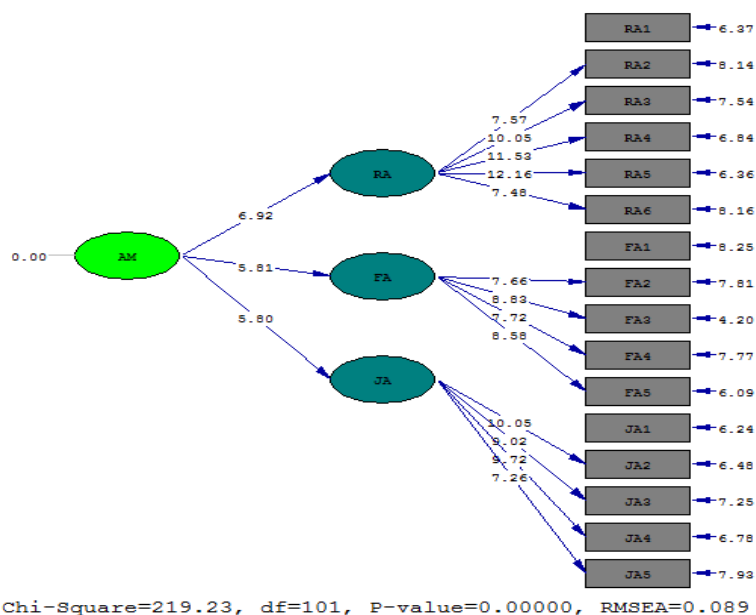 RA1 6.37
RA2 8.14
7.57
RA3 7.54
10.05
RA4 6.84
11.53
RA RA5 6.36
12.16
7.48
RA6 8.16
6.92
0.00 AM FA1 8.25
FA 7.66 FA2 7.81
5.81
8.83
FA3 4.20
5.80
7.72
FA4 7.77
8.58
JA FA5 6.09
10.05
JA1 6.24
9.02
9.72
JA2 6.48
7.26
JA3 7.25
JA4 6.78
JA5 7.93
Chi-Square=219.23, df=101, P-value=0.00000, RMSEA=0.089